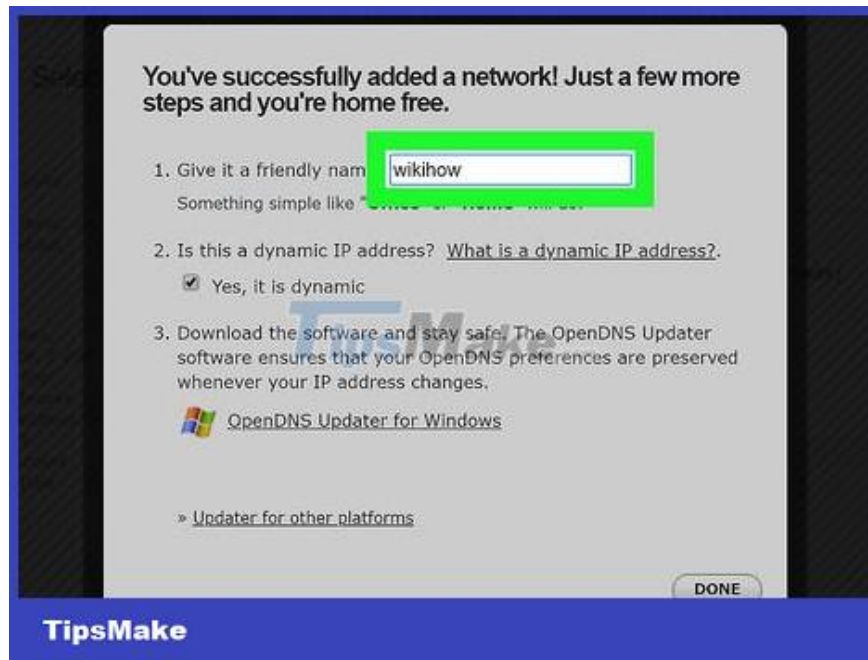 You've successfully added a network! Just a few more
steps and you're home free.
1. Give it a friendly nam
wikihow
Something simple like
2. Is this a dynamic IP address? What is a dynamic IP address?.
Yes, it is dynamic
TipsMake
3. Download the software and stay safe. The OpenDNS Updater
software ensures that your OpenDNS preferences are preserved
whenever your IP address changes.
OpenDNS Updater for Windows
» Updater for other platforms
DONE
TipsMake